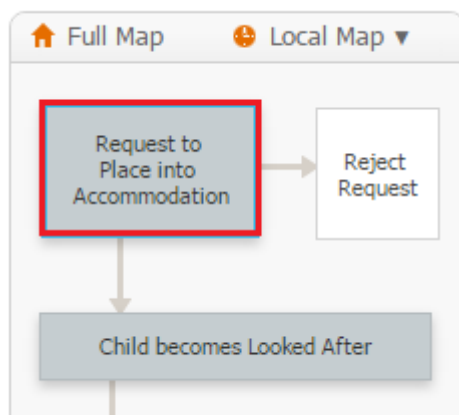 Full Map
Local Map ▼
Request to
Place into
Accommodation
Reject
Request
Child becomes Looked After